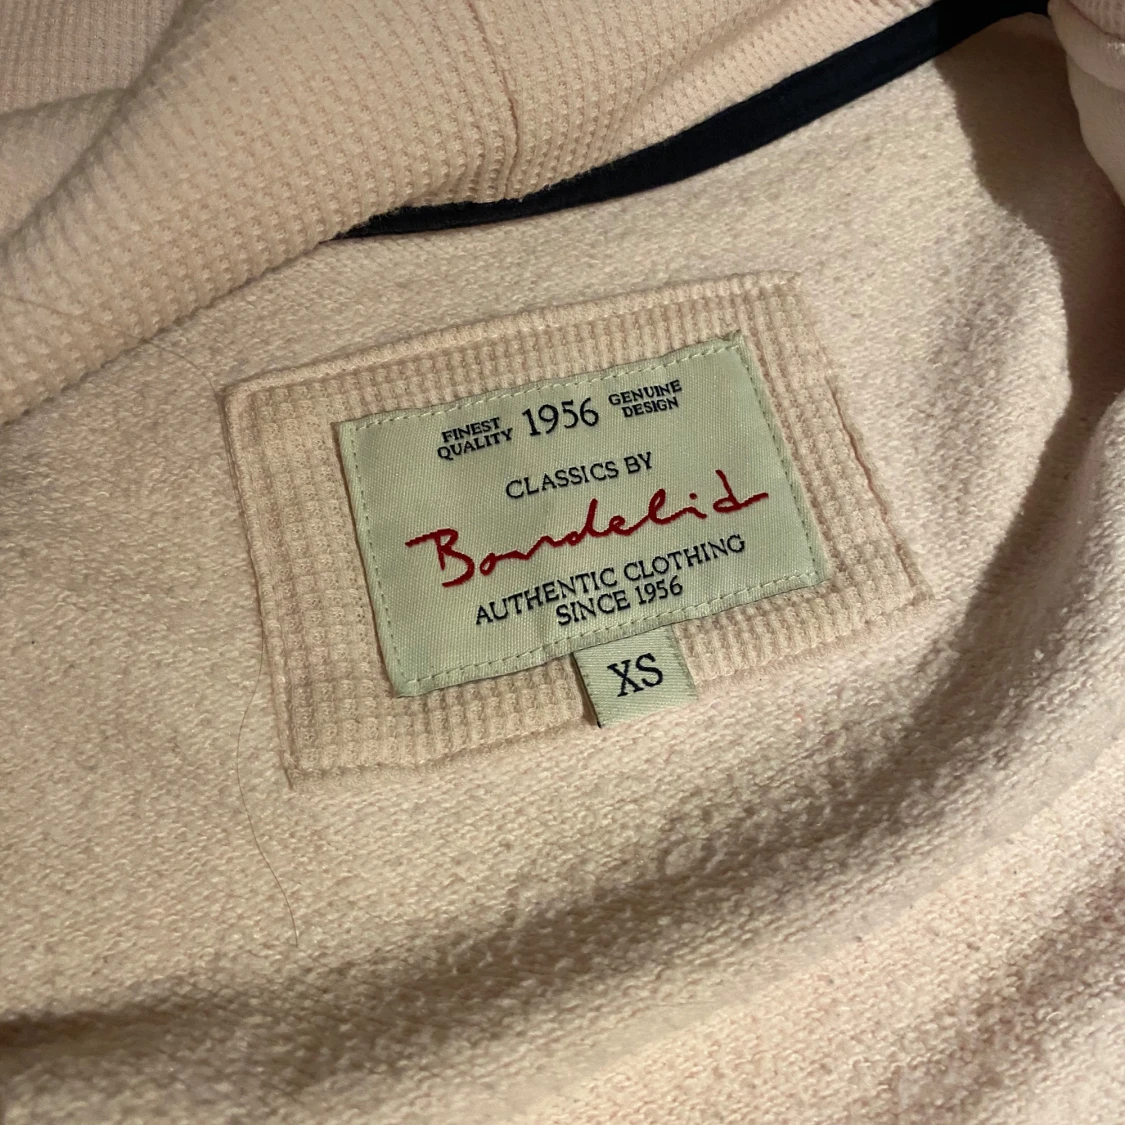 FINEST QUALITY 1956 GENUINE DESIGN
CLASSICS BY
Bondelid
AUTHENTIC CLOTHING
SINCE 1956
XS